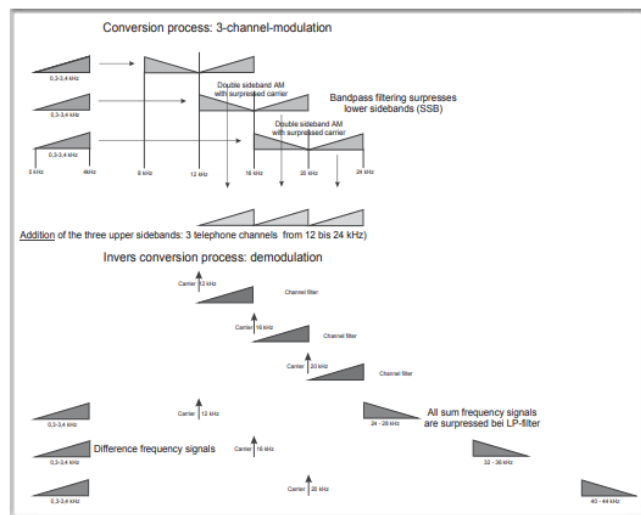 Conversion process: 3-channel-modulation
0,3-3,4 kHz
Double sideband AM
with surpressed carrier
Bandpass filtering surpresses
lower sidebands (SSB)
0,3-3,4 kHz
Double sideband AM
with surpressed carrier
0,3-3,4 kHz
0 kHz
4kHz
8 kHz
12 kHz
16 kHz
20 kHz
24 kHz
Addition of the three upper sidebands: 3 telephone channels from 12 bis 24 kHz)
Invers conversion process: demodulation
Carrier 12 kHz
Channel filter
Carrier 16 kHz
Channel filter
Carrier 20 kHz
Channel filter
0,3-3,4 kHz
Carrier 12 kHz
24 - 28 kHz
All sum frequency signals
are surpressed bei LP-filter
0,3-3,4 kHz
Difference frequency signals
Carrier 16 kHz
32 - 36 kHz
0,3-3,4 kHz
Carrier 20 kHz
40 - 44 kHz